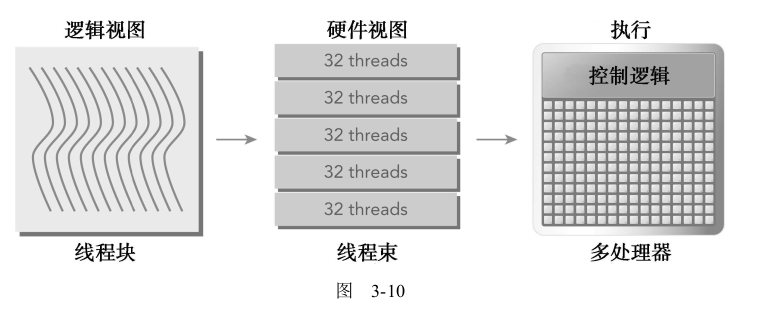 逻辑视图 硬件视图 执行
32 threads
32 threads
32 threads
32 threads
32 threads
控制逻辑
线程块 线程束 多处理器
图 3-10